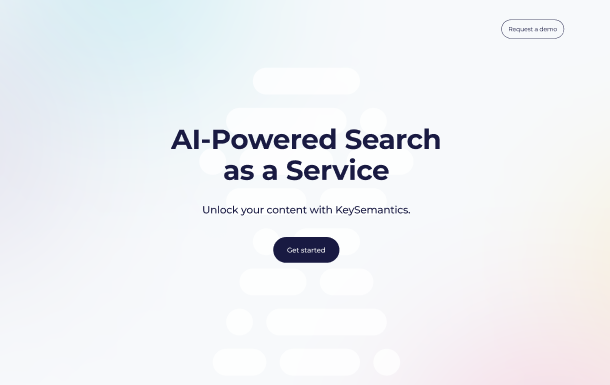 Request a demo
AI-Powered Search
as a Service
Unlock your content with KeySemantics.
Get started